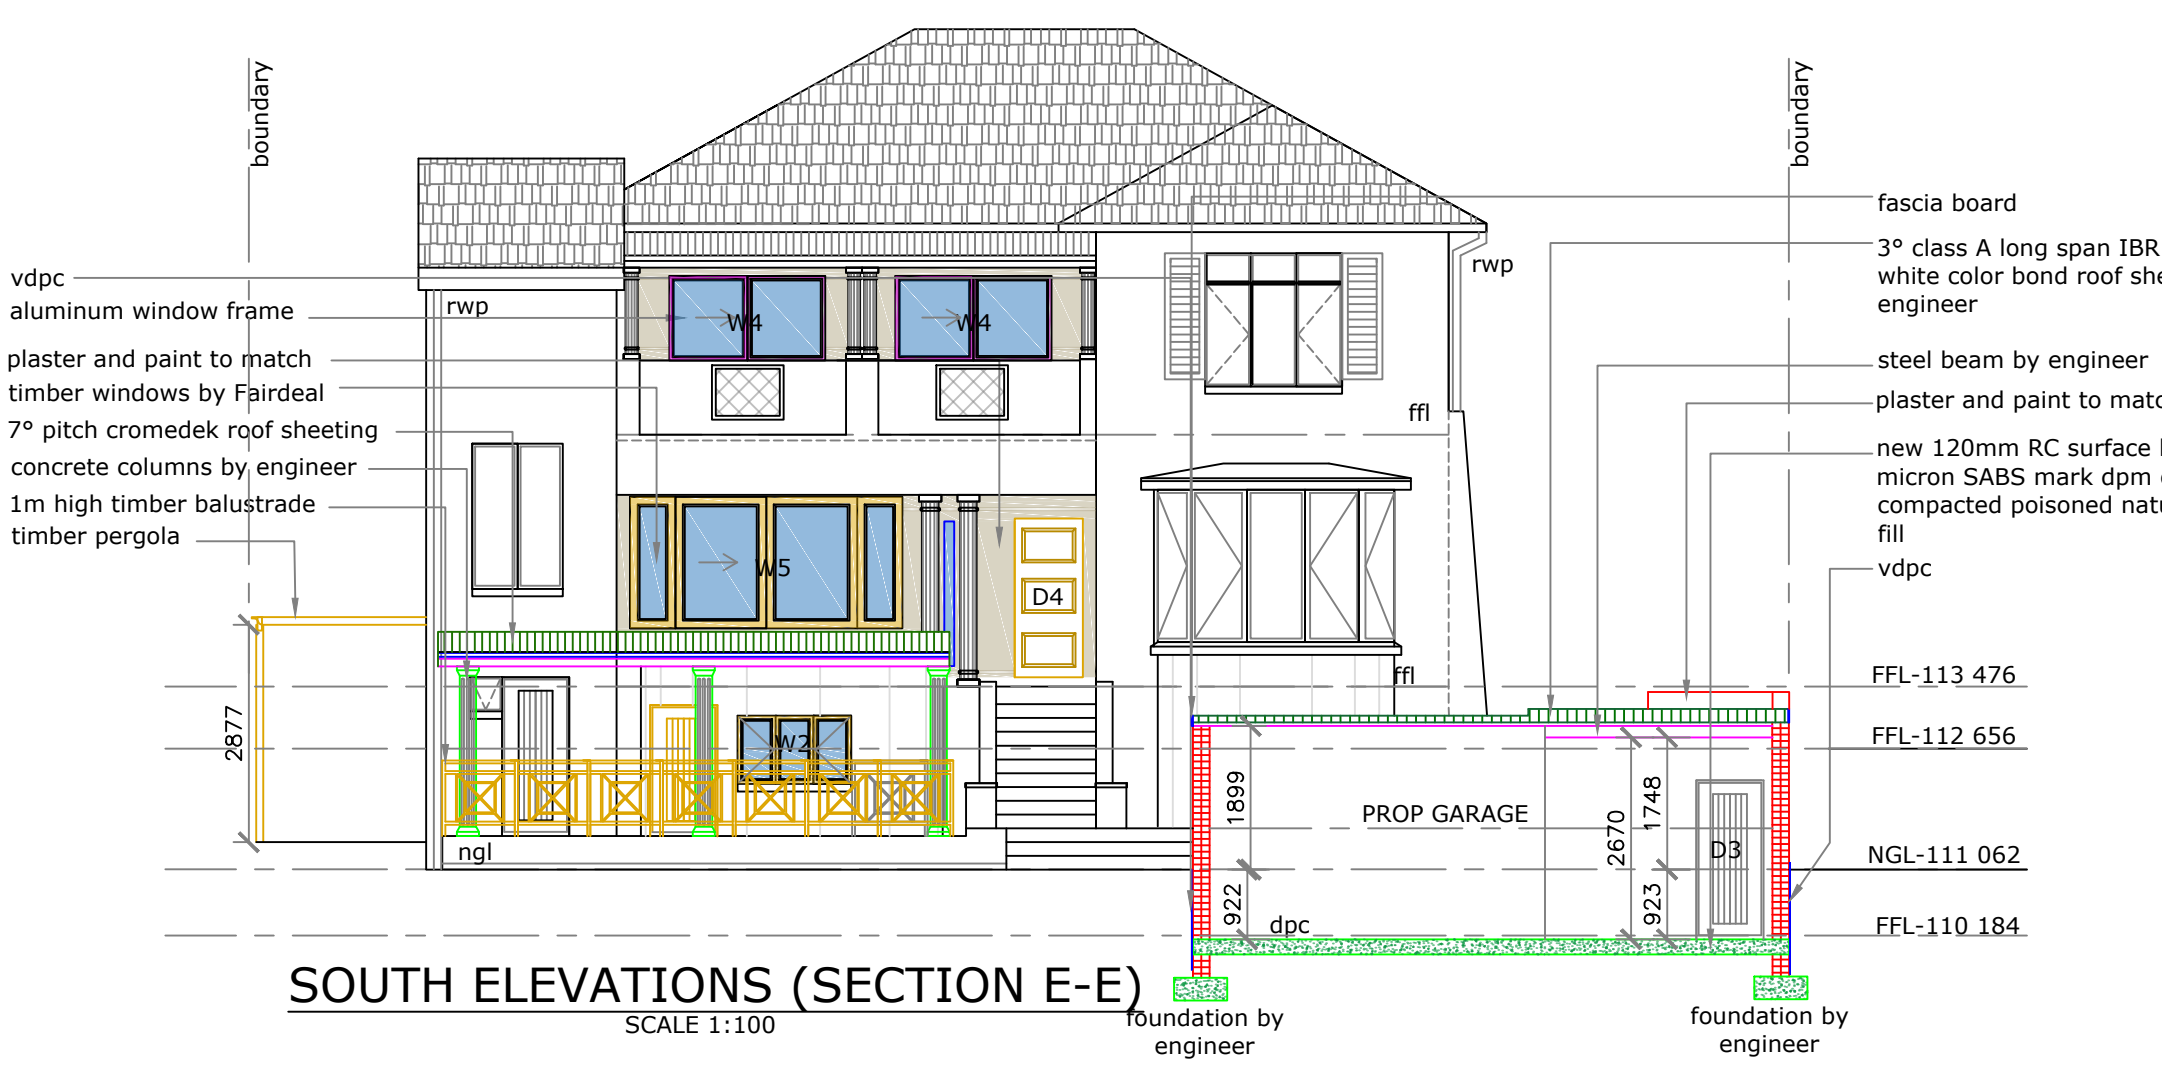 boundary
boundary
fascia board
3° class A long span IBR
white color bond roof
engineer
steel beam by engineer
plaster and paint to
new 120mm RC surface
micron SABS mark dpm
compacted poisoned
fill
vdpc
vdpc
aluminum window frame
plaster and paint to match
timber windows by Fairdeal
7° pitch cromedek roof sheeting
concrete columns by engineer
1m high timber balustrade
timber pergola
rwp
rwp
W4
W4
ffl
W5
D4
ffl
W2
2877
ngl
FFL-113 476
FFL-112 656
NGL-111 062
FFL-110 184
PROP GARAGE
1899
922
2670
1748
923
D3
dpc
SOUTH ELEVATIONS (SECTION E-E)
SCALE 1:100
foundation by
engineer
foundation by
engineer